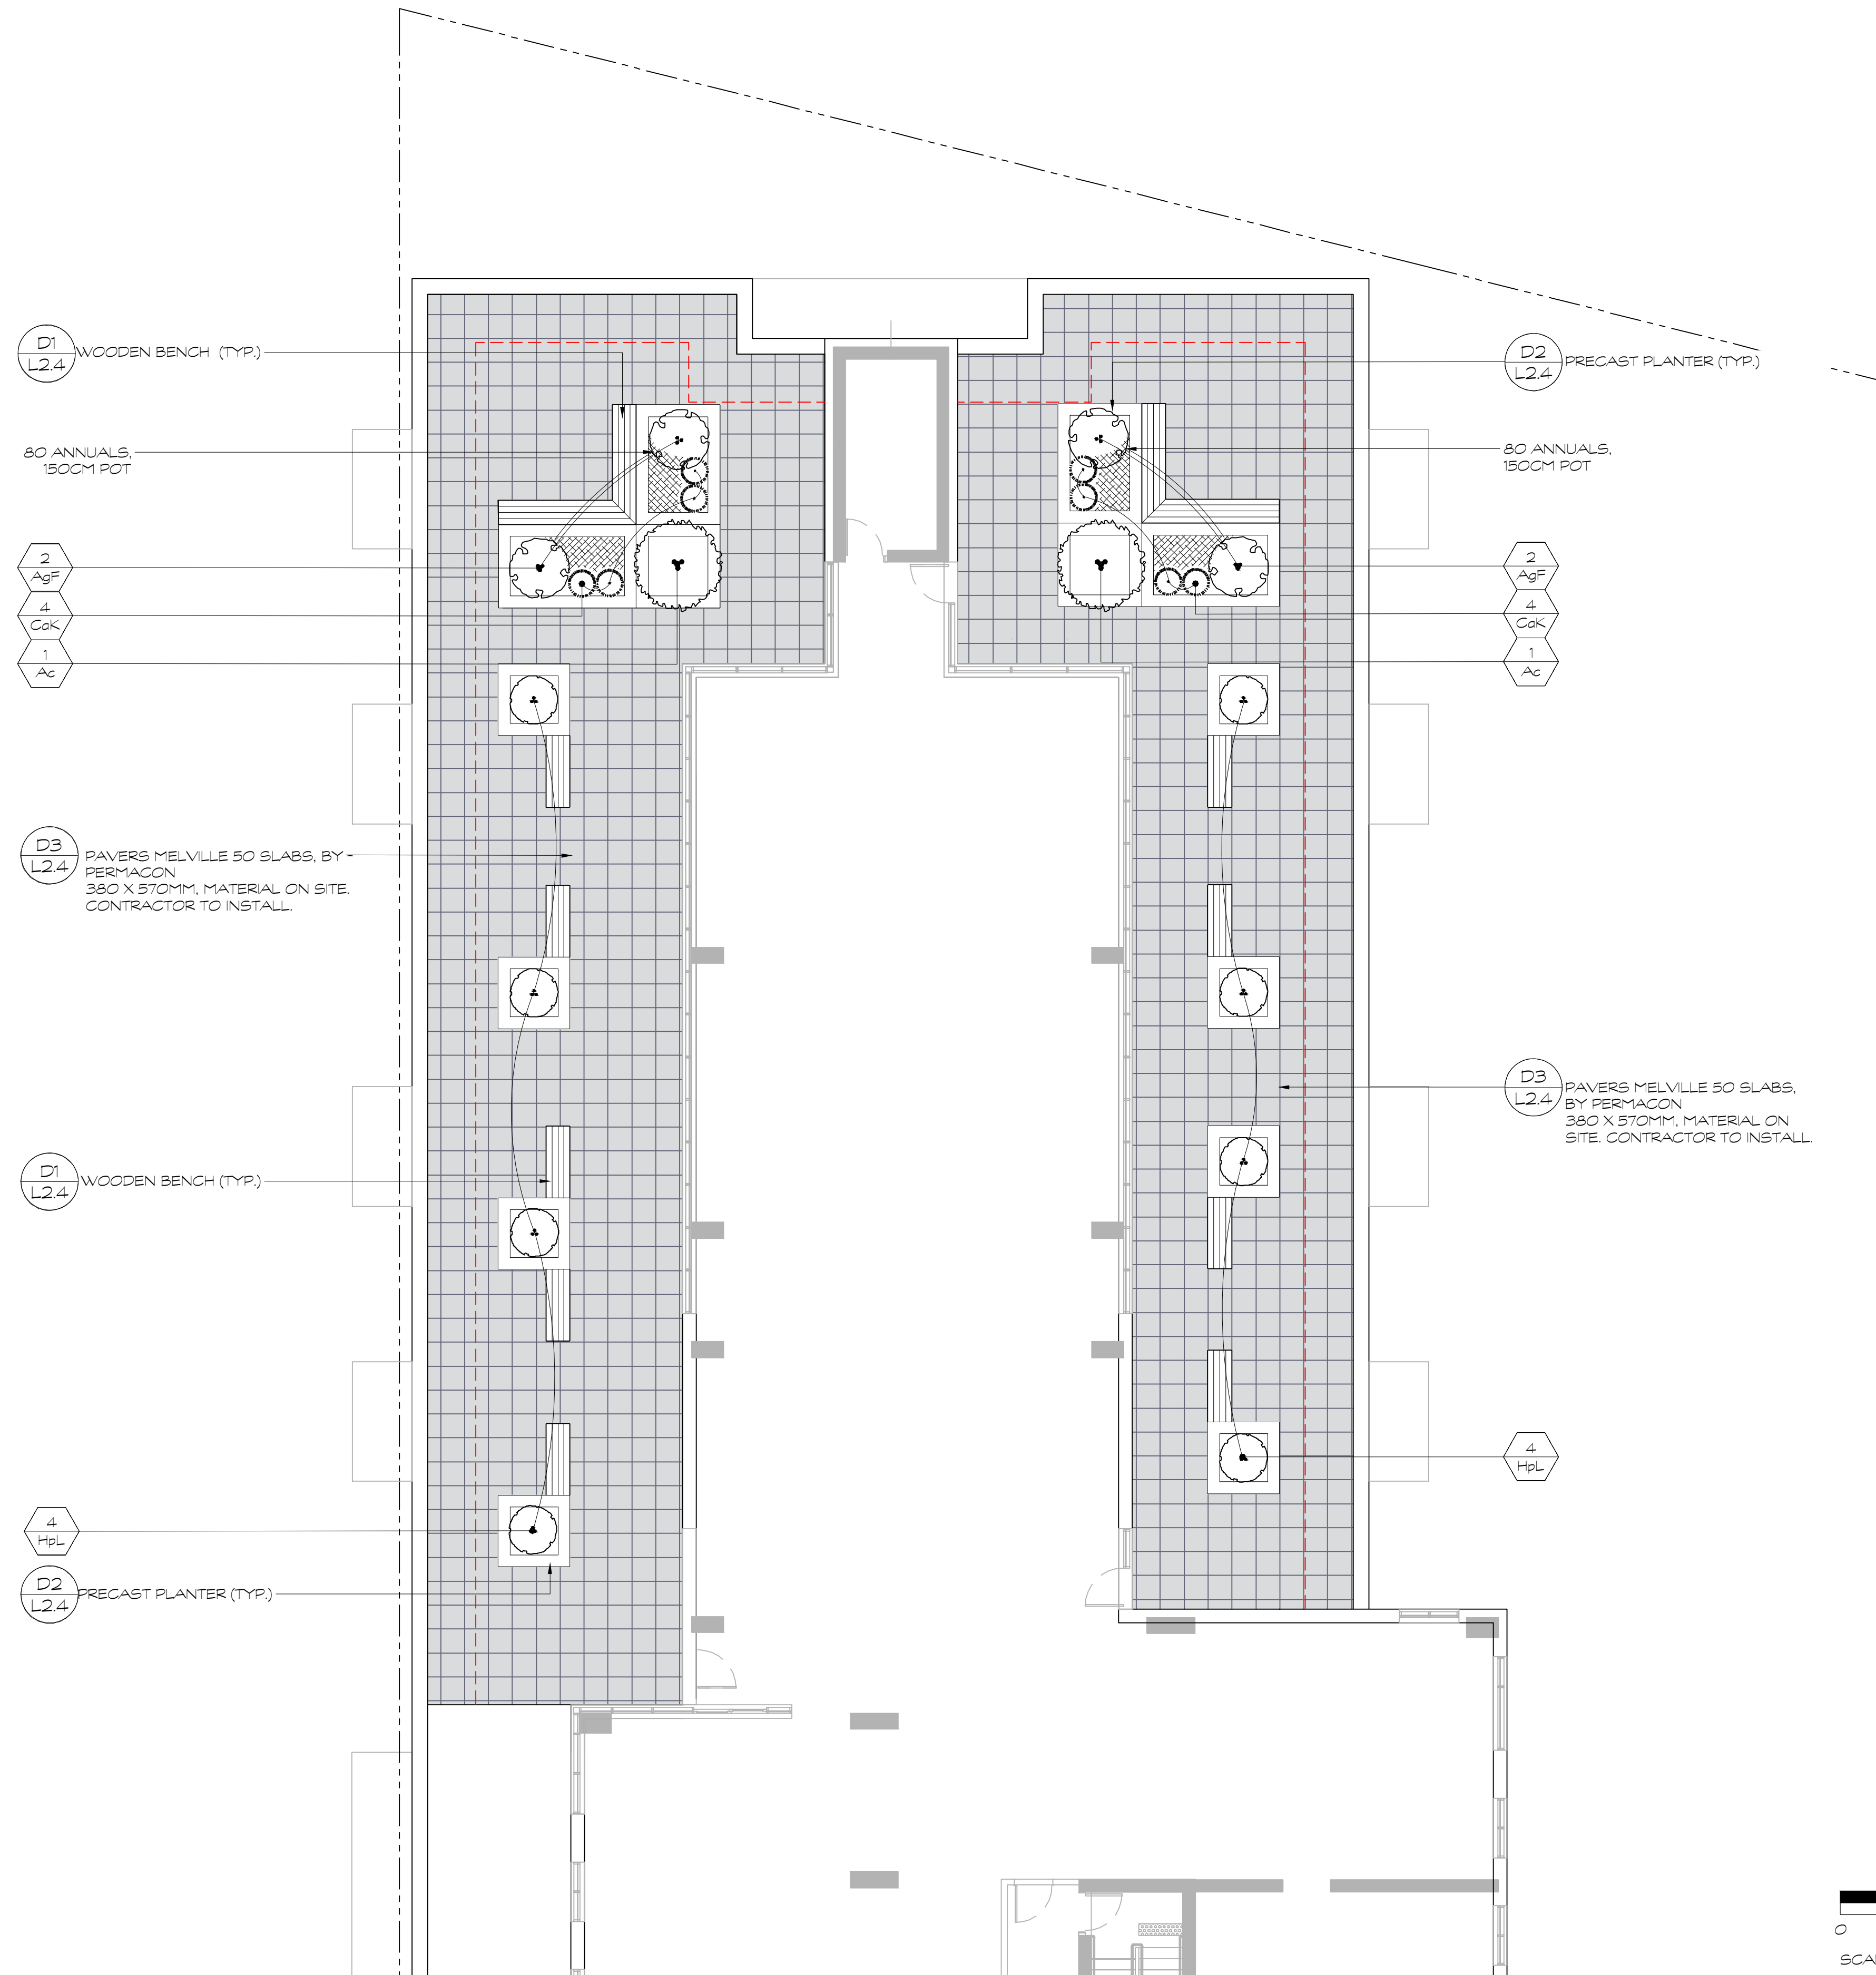 D1
L2.4
WOODEN BENCH (TYP.)
80 ANNUALS,
150CM POT
2
AgF
4
CaK
1
Ac
D3
L2.4
PAVERS MELVILLE 50 SLABS, BY
PERMACON
380 X 570MM, MATERIAL ON SITE.
CONTRACTOR TO INSTALL.
D1
L2.4
WOODEN BENCH (TYP.)
4
HpL
D2
L2.4
PRECAST PLANTER (TYP.)
D2
L2.4
PRECAST PLANTER (TYP.)
80 ANNUALS,
150CM POT
2
AgF
4
CaK
1
Ac
D3
L2.4
PAVERS MELVILLE 50 SLABS,
BY PERMACON
380 X 570MM, MATERIAL ON
SITE. CONTRACTOR TO INSTALL.
4
HpL
0